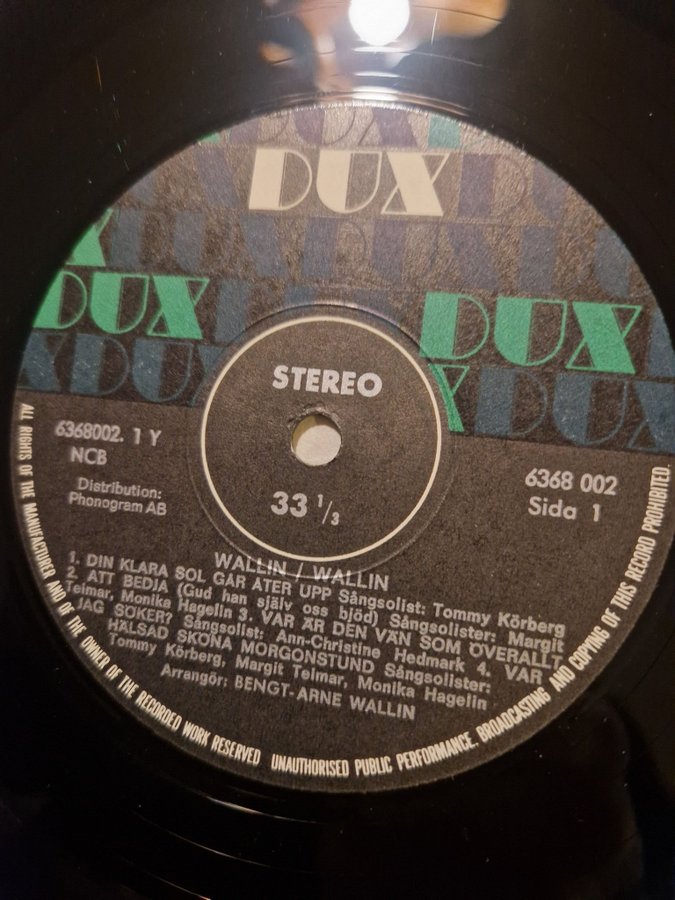 DUX
DUX
DUX
STEREO
6368002. 1 Y
NCB
Distribution:
Phonogram AB
33 1/3
6368 002
Sida 1
WALLIN / WALLIN
1. DIN KLARA SOL GÅR ÅTER UPP Sångsolist: Tommy Körberg
2. ATT BEDJA (Gud han själv oss bjöd) Sångsolister: Margit
Telmar, Monika Hagelin 3. VAR ÄR DEN VÄN SOM ÖVERALLT
JAG SÖKER? Sångsolist: Ann-Christine Hedmark 4. VAR
HÄLSAD SKÖNA MORGONSTUND Sångsolister:
Tommy Körberg, Margit Telmar, Monika Hagelin
Arrangör: BENGT-ARNE WALLIN
ALL RIGHTS OF THE MANUFACTURER AND OF THE OWNER OF THE RECORDED WORK RESERVED UNAUTHORISED PUBLIC PERFORMANCE. BROADCASTING AND COPYING OF THIS RECORD PROHIBITED.